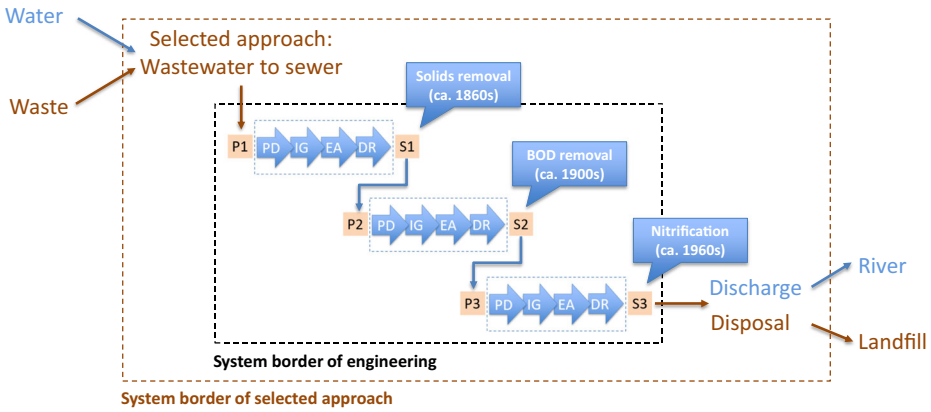 Water
Selected approach:
Wastewater to sewer
Waste
Solids removal
(ca. 1860s)
P1 PD IG EA DR S1
BOD removal
(ca. 1900s)
P2 PD IG EA DR S2
Nitrification
(ca. 1960s)
P3 PD IG EA DR S3
Discharge
River
Disposal
Landfill
System border of engineering
System border of selected approach